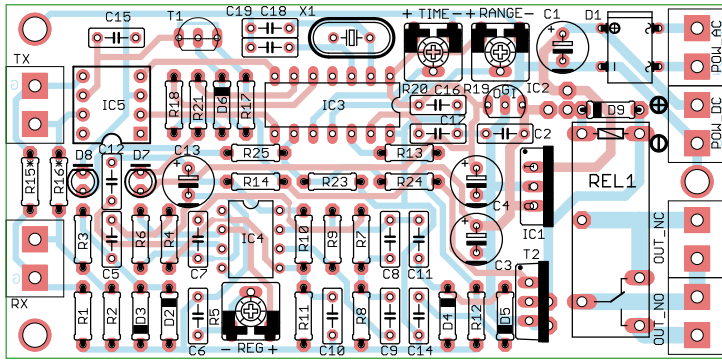 C15 T1 C19 C18 X1 + TIME - + RANGE - C1 D1 POW_AC
TX IC5 R18 R21 D6 R17 IC3 R20 C16 R19 IC2 D9 POW_DC
C17 C2
R15* R16* D8 C12 D7 C13 R25 R13
R14 R23 R24 C4 IC1 REL1
R3 C5 R6 R4 C7 IC4 R10 R9 R7 C8 C11 C3 T2 OUT_NC
RX R1 R2 D3 D2 C6 R5 - REG + R11 C10 R8 C9 C14 D4 R12 D5 OUT_NO